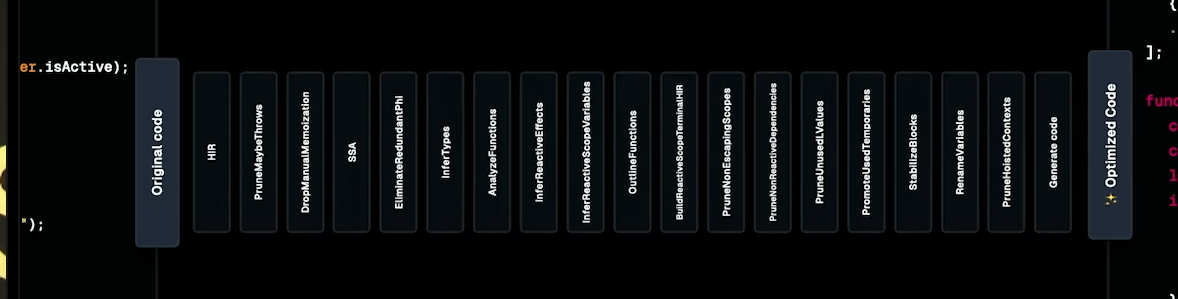 er.isActive);
");
Original code
HIR
PruneMaybeThrows
DropManualMemoization
SSA
EliminateRedundantPhi
InferTypes
AnalyzeFunctions
InferReactiveEffects
InferReactiveScopeVariables
OutlineFunctions
BuildReactiveScopeTerminalHIR
PruneNonEscapingScopes
PruneNonReactiveDependencies
PruneUnusedLValues
PromoteUsedTemporaries
StabilizeBlocks
RenameVariables
PruneHoistedContexts
Generate code
✨ Optimized Code
{
];
func
c
c
l
i